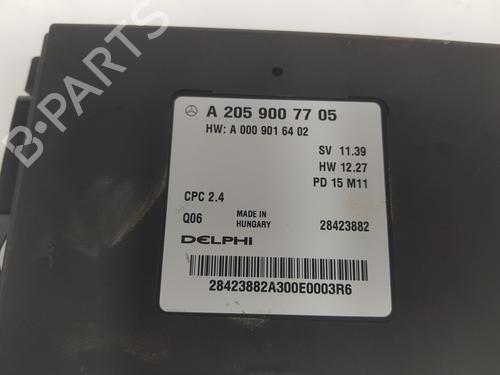 B-PARTS
A 205 900 77 05
HW: A 000 901 64 02
SV 11.39
HW 12.27
PD 15 M11
CPC 2.4
Q06
MADE IN
HUNGARY
28423882
DELPHI
28423882A300E0003R6